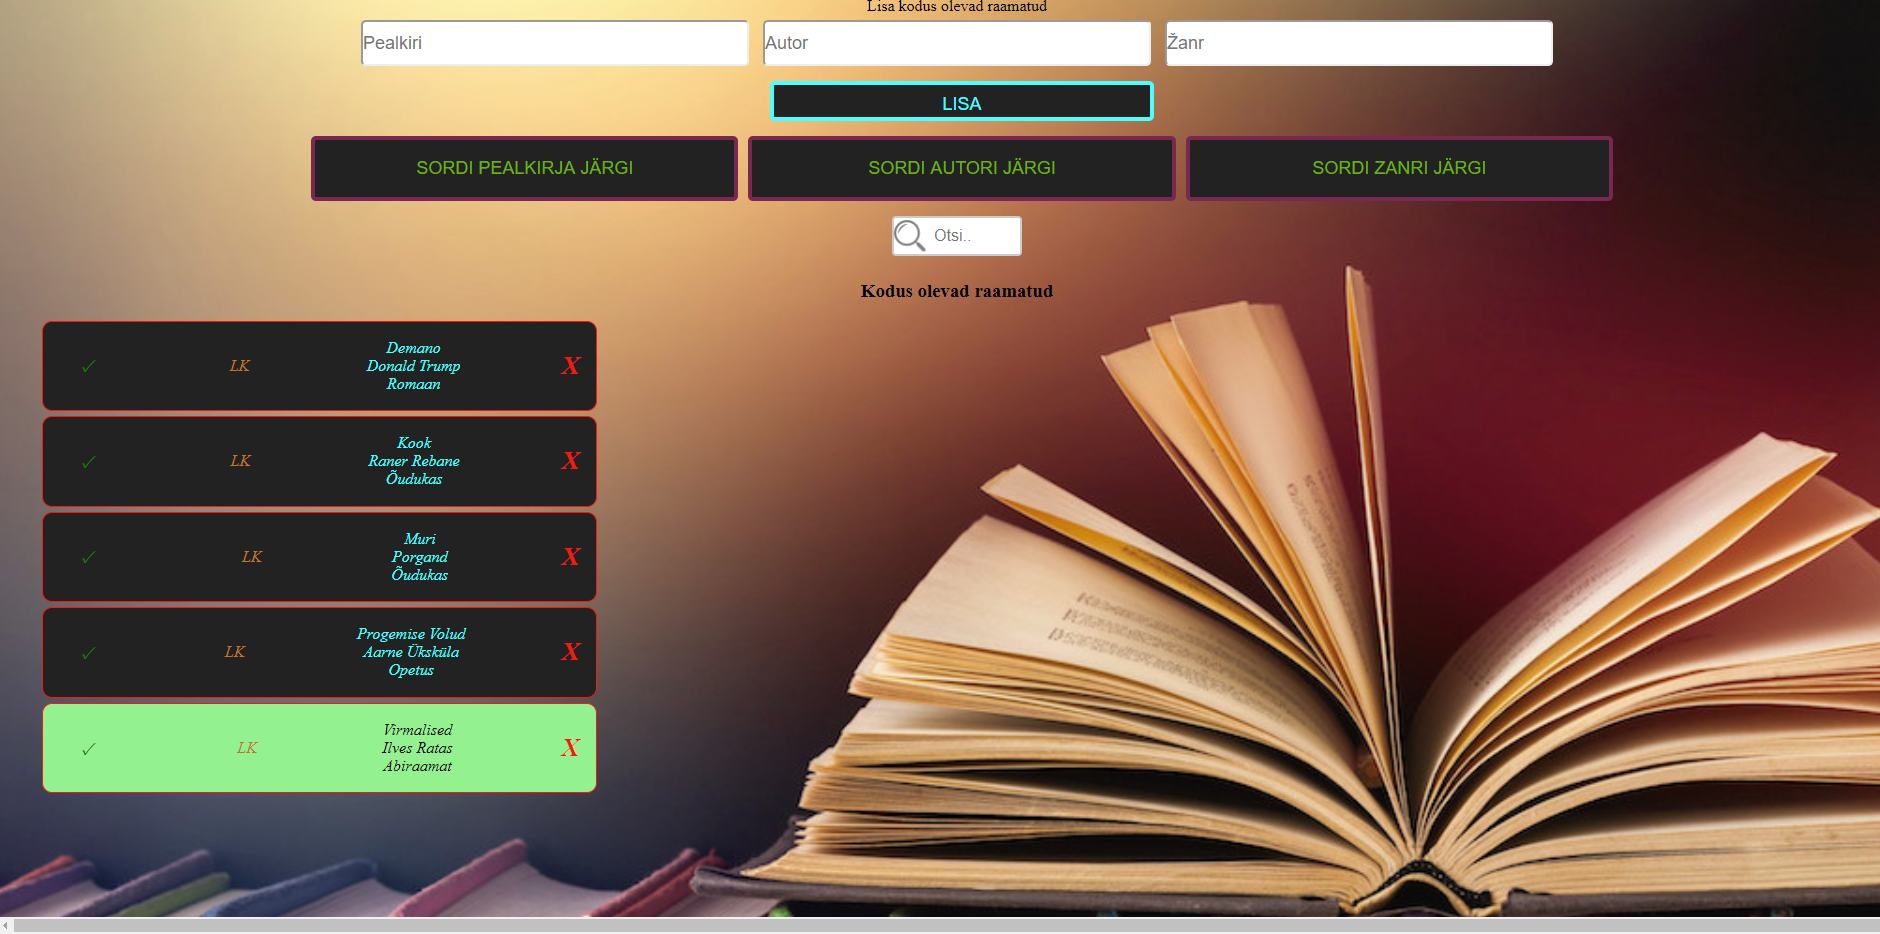 Lisa kodus olevad raamatud
Pealkiri
Autor
Žanr
LISA
SORDI PEALKIRJA JÄRGI
SORDI AUTORI JÄRGI
SORDI ZANRI JÄRGI
Otsi..
Kodus olevad raamatud
✓ LK Demano X
Donald Trump
Romaan
✓ LK Kook X
Raner Rebane
Õudukas
✓ LK Muri X
Porgand
Õudukas
✓ LK Progemise Volud X
Aarne Üksküla
Opetus
✓ LK Virmalised X
Ilves Ratas
Abiraamat